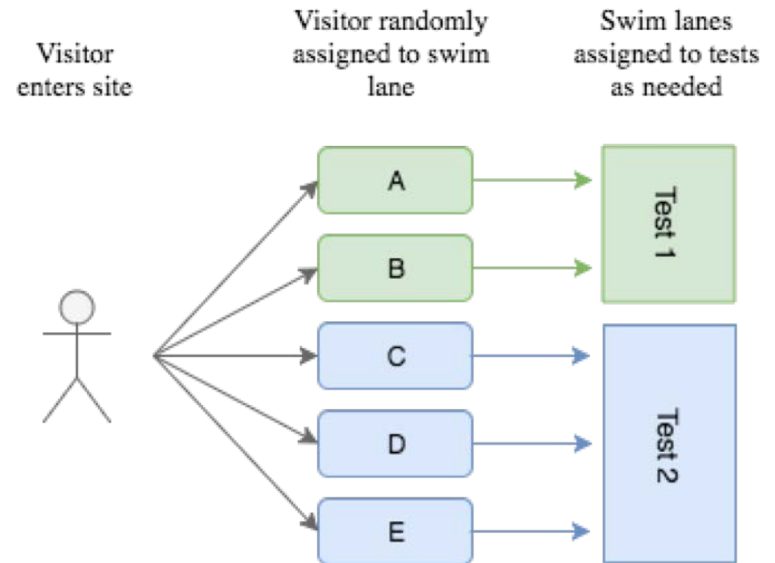 Visitor
enters site
Visitor randomly
assigned to swim
lane
Swim lanes
assigned to tests
as needed
A
B
C
D
E
Test 1
Test 2